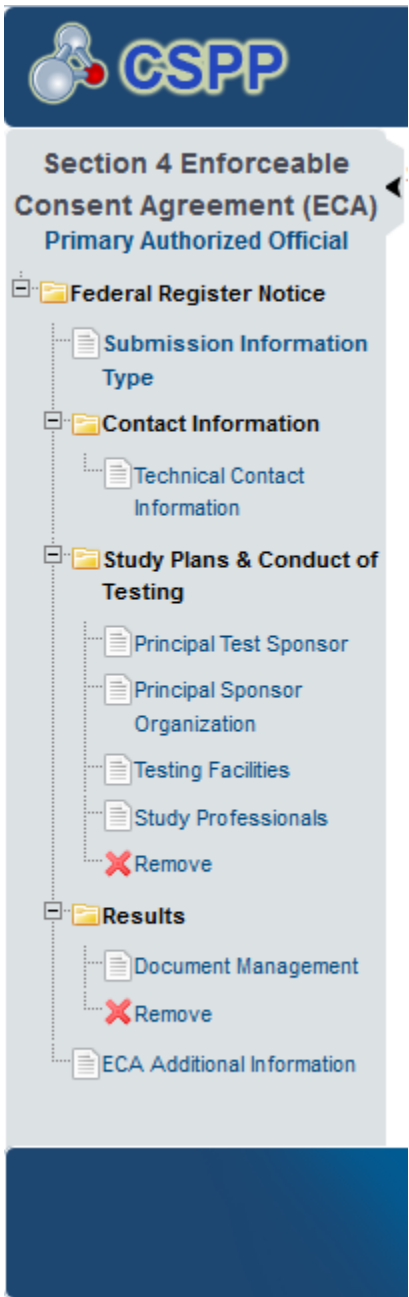 CSPP
Section 4 Enforceable
Consent Agreement (ECA)
Primary Authorized Official
Federal Register Notice
Submission Information
Type
Contact Information
Technical Contact
Information
Study Plans & Conduct of
Testing
Principal Test Sponsor
Principal Sponsor
Organization
Testing Facilities
Study Professionals
Remove
Results
Document Management
Remove
ECA Additional Information